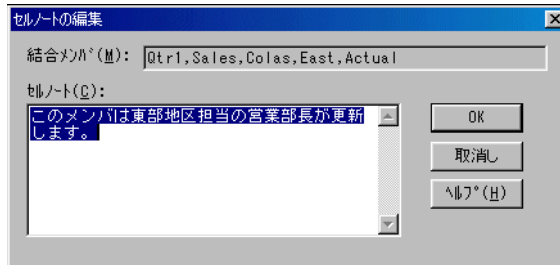 セルノートの編集
結合メンバ(M): Qtr1,Sales,Colas,East,Actual
セルノート(C):
このメンバは東部地区担当の営業部長が更新
します。
OK
取消し
ヘルプ(H)